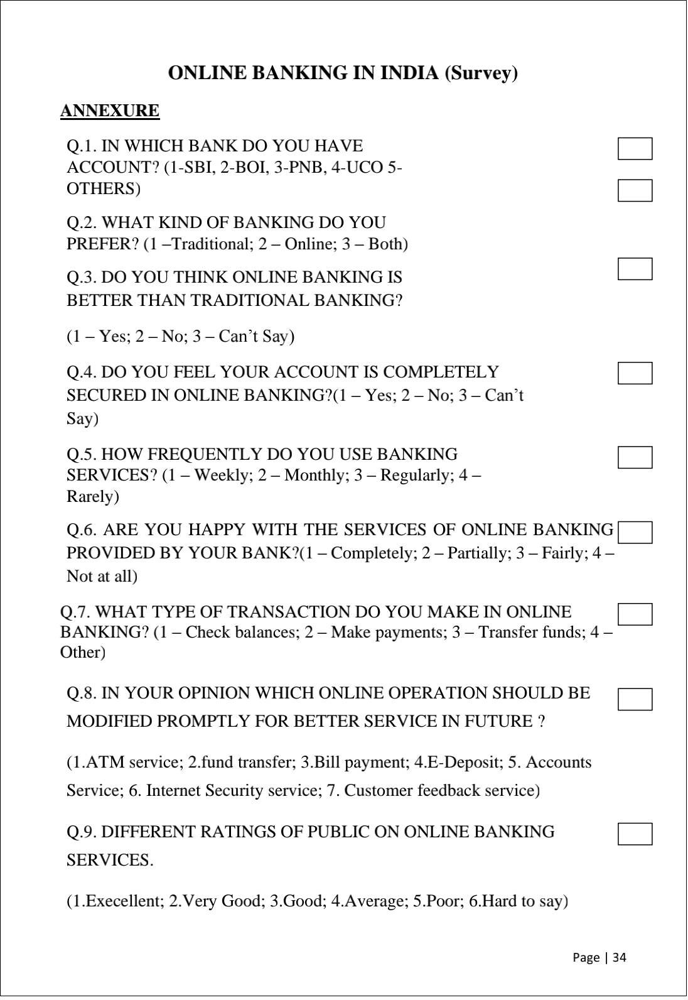 ONLINE BANKING IN INDIA (Survey)
ANNEXURE
Q.1. IN WHICH BANK DO YOU HAVE
ACCOUNT? (1-SBI, 2-BOI, 3-PNB, 4-UCO 5-
OTHERS)
Q.2. WHAT KIND OF BANKING DO YOU
PREFER? (1 –Traditional; 2 – Online; 3 – Both)
Q.3. DO YOU THINK ONLINE BANKING IS
BETTER THAN TRADITIONAL BANKING?
(1 – Yes; 2 – No; 3 – Can’t Say)
Q.4. DO YOU FEEL YOUR ACCOUNT IS COMPLETELY
SECURED IN ONLINE BANKING?(1 – Yes; 2 – No; 3 – Can’t
Say)
Q.5. HOW FREQUENTLY DO YOU USE BANKING
SERVICES? (1 – Weekly; 2 – Monthly; 3 – Regularly; 4 –
Rarely)
Q.6. ARE YOU HAPPY WITH THE SERVICES OF ONLINE BANKING
PROVIDED BY YOUR BANK?(1 – Completely; 2 – Partially; 3 – Fairly; 4 –
Not at all)
Q.7. WHAT TYPE OF TRANSACTION DO YOU MAKE IN ONLINE
BANKING? (1 – Check balances; 2 – Make payments; 3 – Transfer funds; 4 –
Other)
Q.8. IN YOUR OPINION WHICH ONLINE OPERATION SHOULD BE
MODIFIED PROMPTLY FOR BETTER SERVICE IN FUTURE ?
(1.ATM service; 2.fund transfer; 3.Bill payment; 4.E-Deposit; 5. Accounts
Service; 6. Internet Security service; 7. Customer feedback service)
Q.9. DIFFERENT RATINGS OF PUBLIC ON ONLINE BANKING
SERVICES.
(1.Execellent; 2.Very Good; 3.Good; 4.Average; 5.Poor; 6.Hard to say)
Page | 34